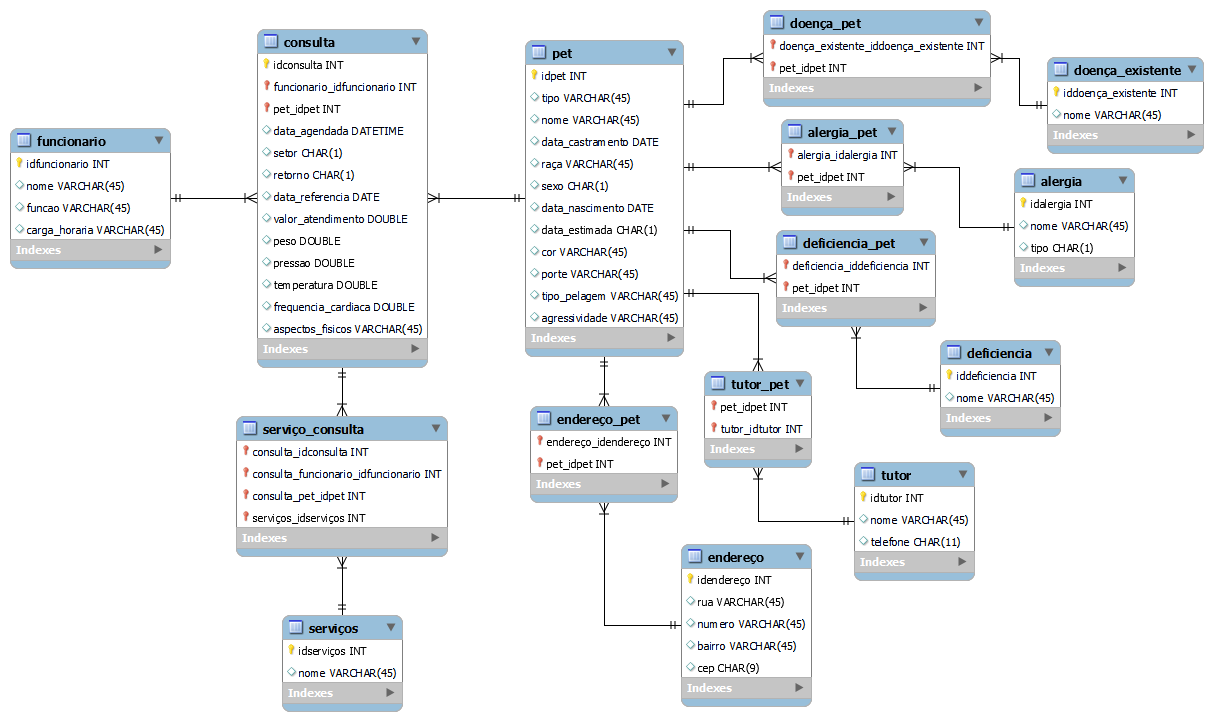 funcionario
idfuncionario INT
nome VARCHAR(45)
funcao VARCHAR(45)
carga_horaria VARCHAR(45)
Indexes
consulta
idconsulta INT
funcionario_idfuncionario INT
pet_idpet INT
data_agendada DATETIME
setor CHAR(1)
retorno CHAR(1)
data_referencia DATE
valor_atendimento DOUBLE
peso DOUBLE
pressao DOUBLE
temperatura DOUBLE
frequencia_cardiaca DOUBLE
aspectos_fisicos VARCHAR(45)
Indexes
serviço_consulta
consulta_idconsulta INT
consulta_funcionario_idfuncionario INT
consulta_pet_idpet INT
serviços_idserviços INT
Indexes
serviços
idserviços INT
nome VARCHAR(45)
Indexes
pet
idpet INT
tipo VARCHAR(45)
nome VARCHAR(45)
data_castramento DATE
raça VARCHAR(45)
sexo CHAR(1)
data_nascimento DATE
data_estimada CHAR(1)
cor VARCHAR(45)
porte VARCHAR(45)
tipo_pelagem VARCHAR(45)
agressividade VARCHAR(45)
Indexes
endereço_pet
endereço_idendereço INT
pet_idpet INT
Indexes
endereço
idendereço INT
rua VARCHAR(45)
numero VARCHAR(45)
bairro VARCHAR(45)
cep CHAR(9)
Indexes
doença_pet
doença_existente_iddoença_existente INT
pet_idpet INT
Indexes
doença_existente
iddoença_existente INT
nome VARCHAR(45)
Indexes
alergia_pet
alergia_idalergia INT
pet_idpet INT
Indexes
alergia
idalergia INT
nome VARCHAR(45)
tipo CHAR(1)
Indexes
deficiencia_pet
deficiencia_iddeficiencia INT
pet_idpet INT
Indexes
deficiencia
iddeficiencia INT
nome VARCHAR(45)
Indexes
tutor_pet
pet_idpet INT
tutor_idtutor INT
Indexes
tutor
idtutor INT
nome VARCHAR(45)
telefone CHAR(11)
Indexes